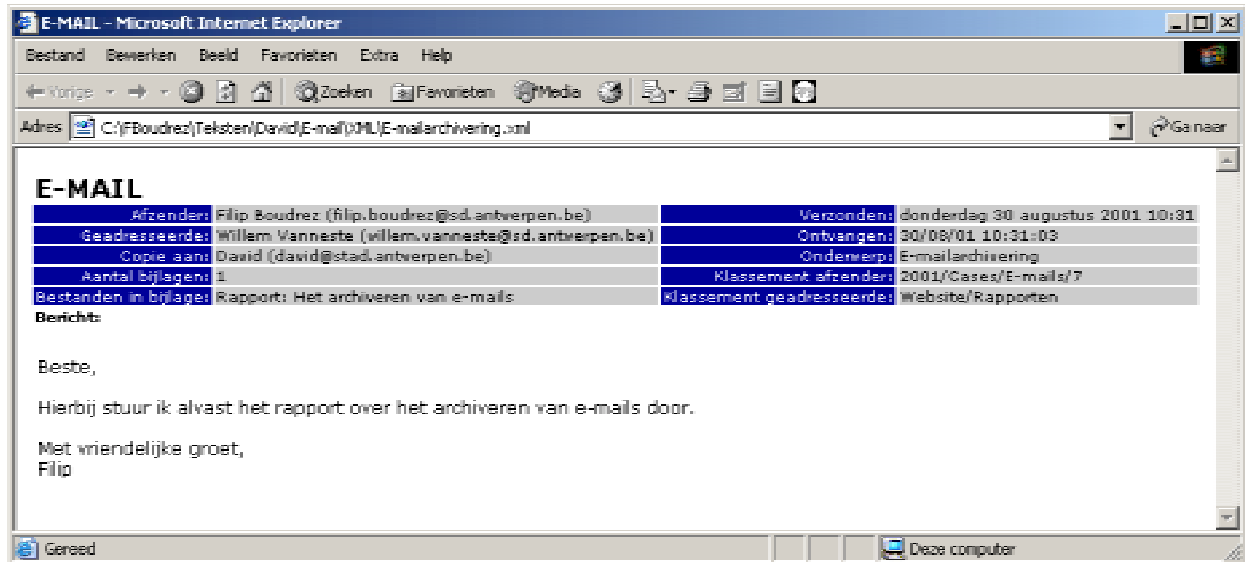 E-MAIL - Microsoft Internet Explorer
Bestand Bewerken Beeld Favorieten Extra Help
Vorige Zoeken Favorieten Media
Adres C:\FBoudrez\Teksten\David\E-mail\XML\E-mailarchivering.xml Ga naar
E-MAIL
Afzender: Filip Boudrez (filip.boudrez@sd.antwerpen.be) Verzonden: donderdag 30 augustus 2001 10:31
Geadresseerde: Willem Vanneste (willem.vanneste@sd.antwerpen.be) Ontvangen: 30/08/01 10:31:03
Copie aan: David (david@stad.antwerpen.be) Onderwerp: E-mailarchivering
Aantal bijlagen: 1 Klassement afzender: 2001/Cases/E-mails/7
Bestanden in bijlage: Rapport: Het archiveren van e-mails Klassement geadresseerde: Website/Rapporten
Bericht:
Beste,
Hierbij stuur ik alvast het rapport over het archiveren van e-mails door.
Met vriendelijke groet,
Filip
Gereed Deze computer